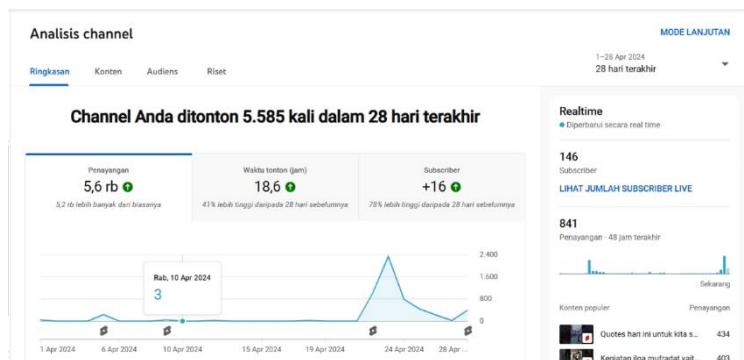 Analisis channel
MODE LANJUTAN
1–28 Apr 2024
28 hari terakhir
Ringkasan Konten Audiens Riset
Channel Anda ditonton 5.585 kali dalam 28 hari terakhir
Penayangan
5,6 rb
5,2 rb lebih banyak dari biasanya
Waktu tonton (jam)
18,6
41% lebih tinggi daripada 28 hari sebelumnya
Subscriber
+16
78% lebih tinggi daripada 28 hari sebelumnya
Rab, 10 Apr 2024
3
2.400
1.600
800
0
1 Apr 2024 6 Apr 2024 10 Apr 2024 15 Apr 2024 19 Apr 2024 24 Apr 2024 28 Apr ...
Realtime
Diperbarui secara real time
146
Subscriber
LIHAT JUMLAH SUBSCRIBER LIVE
841
Penayangan · 48 jam terakhir
Sekarang
Konten populer Penayangan
Quotes hari ini untuk kita s... 434
Kegiatan ilqa mufradat yait... 403